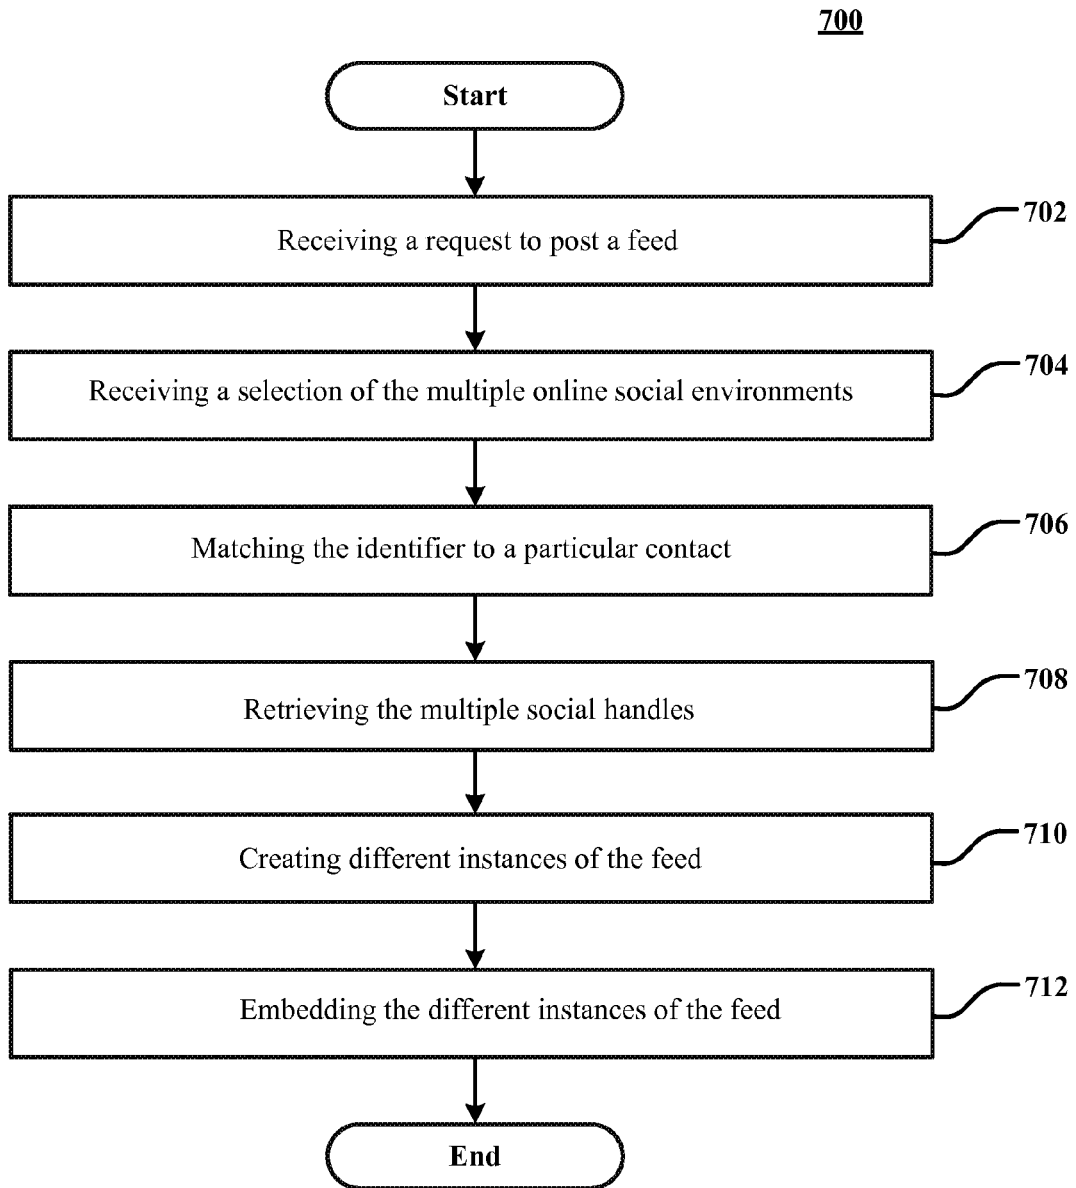 700
Start
Receiving a request to post a feed
702
Receiving a selection of the multiple online social environments
704
Matching the identifier to a particular contact
706
Retrieving the multiple social handles
708
Creating different instances of the feed
710
Embedding the different instances of the feed
712
End